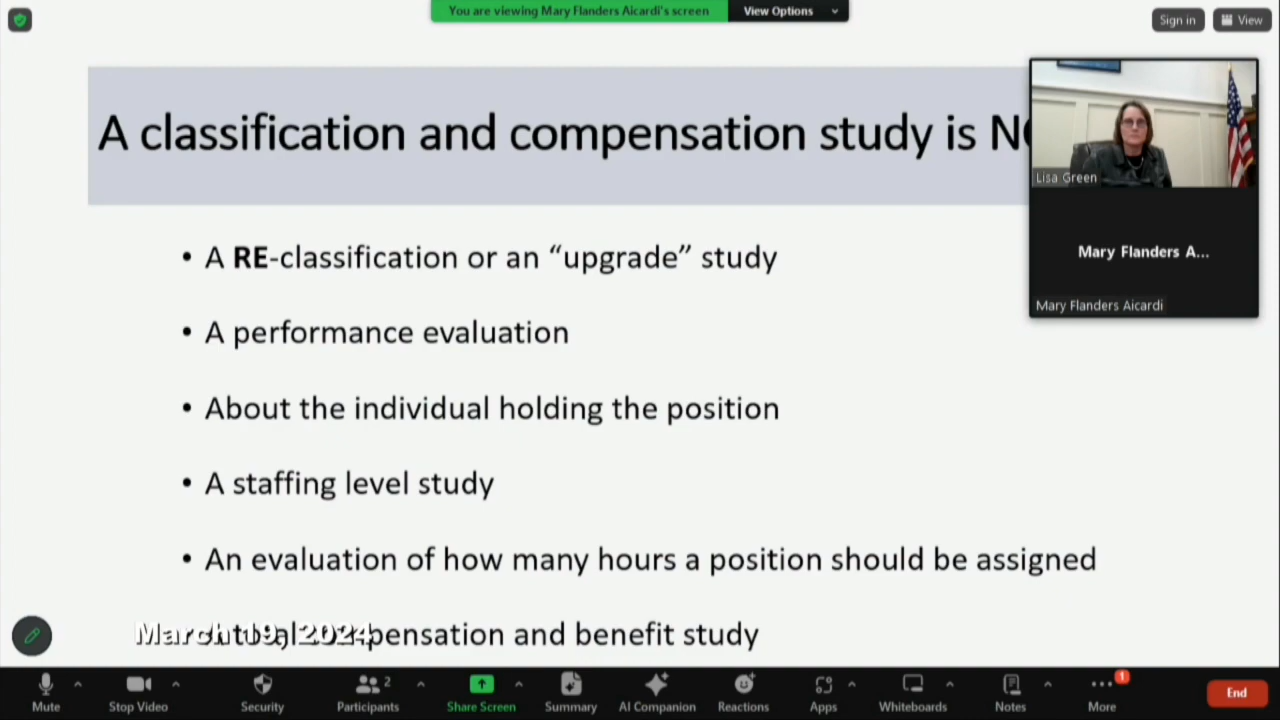 You are viewing Mary Flanders Aicardi's screen
View Options
Sign in
View
A classification and compensation study is
Lisa Green
Mary Flanders A...
Mary Flanders Aicardi
• A RE-classification or an “upgrade” study
• A performance evaluation
• About the individual holding the position
• A staffing level study
• An evaluation of how many hours a position should be assigned
March 19, 2024
and benefit study
Mute
Stop Video
Security
2
Participants
Share Screen
Summary
AI Companion
Reactions
Apps
Whiteboards
Notes
1
More
End